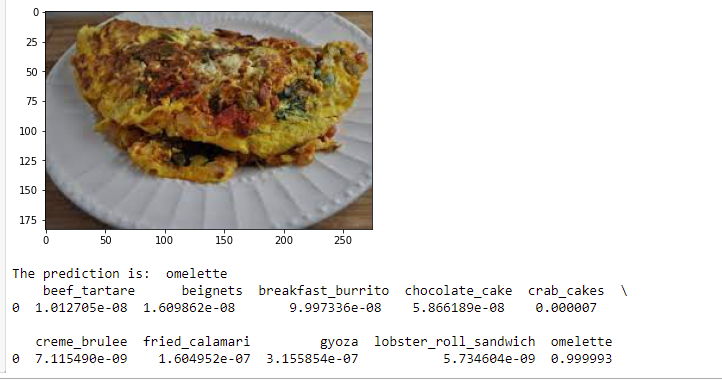 0
25
50
75
100
125
150
175
0 50 100 150 200 250
The prediction is: omelette
beef_tartare beignets breakfast_burrito chocolate_cake crab_cakes \
0 1.012705e-08 1.609862e-08 9.997336e-08 5.866189e-08 0.000007
creme_brulee fried_calamari gyoza lobster_roll_sandwich omelette
0 7.115490e-09 1.604952e-07 3.155854e-07 5.734604e-09 0.999993